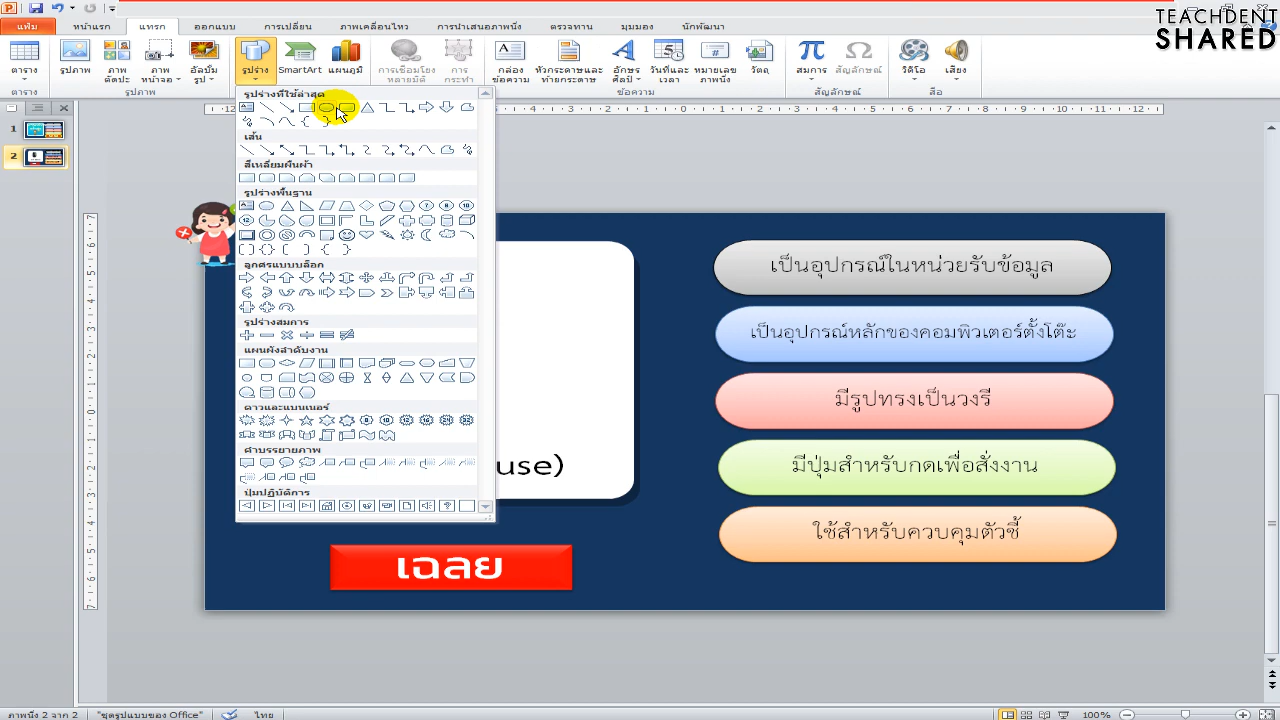 TEACHDENT
SHARED
แฟ้ม หน้าแรก แทรก ออกแบบ การเปลี่ยน ภาพเคลื่อนไหว นำเสนอภาพนิ่ง ตรวจทาน มุมมอง นักพัฒนา
ตาราง รูปภาพ ภาพตัดปะ ภาพหน้าจอ อัลบั้มรูป รูปร่าง SmartArt แผนภูมิ การเชื่อมโยงหลายมิติ การกระทำ กล่องข้อความ หัวกระดาษและท้ายกระดาษ อักษรศิลป์ วันที่และเวลา หมายเลขภาพนิ่ง วัตถุ สมการ สัญลักษณ์ วิดีโอ เสียง
ตาราง รูปภาพ ข้อความ สัญลักษณ์ สื่อ
รูปร่างที่ใช้ล่าสุด
เส้น
สี่เหลี่ยมผืนผ้า
รูปร่างพื้นฐาน
ลูกศรแบบบล็อก
รูปร่างสมการ
แผนผังลำดับงาน
ดาวและแบนเนอร์
คำบรรยายภาพ
ปุ่มปฏิบัติการ
1
2
use)
เฉลย
เป็นอุปกรณ์ในหน่วยรับข้อมูล
เป็นอุปกรณ์หลักของคอมพิวเตอร์ตั้งโต๊ะ
มีรูปทรงเป็นวงรี
มีปุ่มสำหรับกดเพื่อสั่งงาน
ใช้สำหรับควบคุมตัวชี้
ภาพนิ่ง 2 จาก 2 "ชุดรูปแบบของ Office" ไทย 100%